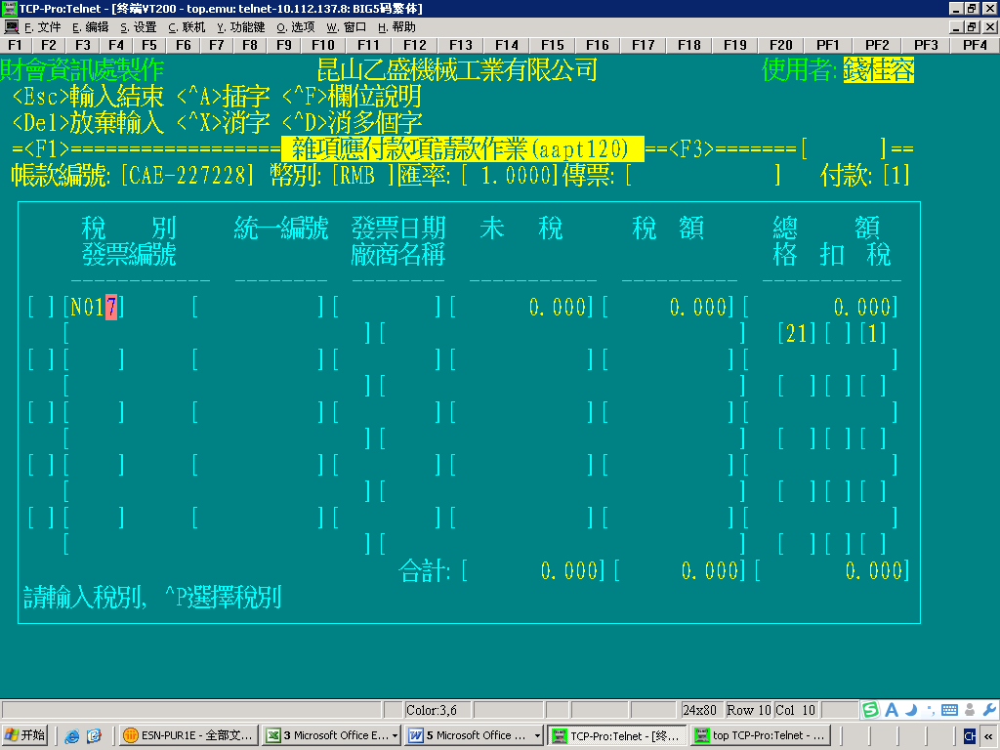 TCP-Pro:Telnet - [终端VT200 - top.emu: telnet-10.112.137.8: BIG5码繁体]
F. 文件 E. 编辑 S. 设置 C. 联机 Y. 功能键 O. 选项 W. 窗口 H. 帮助
F1 F2 F3 F4 F5 F6 F7 F8 F9 F10 F11 F12 F13 F14 F15 F16 F17 F18 F19 F20 PF1 PF2 PF3 PF4
財會資訊處製作 昆山乙盛機械工業有限公司 使用者:錢桂容
<Esc>輸入結束 <^A>插字 <^F>欄位說明
<Del>放棄輸入 <^X>消字 <^D>消多個字
=<F1>================== 雜項應付款項請款作業(aapt120) ==<F3>=======[ ]==
帳款編號:[CAE-227228] 幣別:[RMB ]匯率:[ 1.0000]傳票:[ ] 付款:[1]
稅 別 統一編號 發票日期 未 稅 稅 額 總 額
發票編號 廠商名稱 格 扣 稅
------------ -------- -------- ----------- ---------- ------------
[ ][N017] [ ][ ][ 0.000][ 0.000][ 0.000]
[ ][ ] [21][ ][1]
[ ][ ] [ ][ ][ ][ ][ ]
[ ][ ] [ ][ ][ ]
[ ][ ] [ ][ ][ ][ ][ ]
[ ][ ] [ ][ ][ ]
[ ][ ] [ ][ ][ ][ ][ ]
[ ][ ] [ ][ ][ ]
[ ][ ] [ ][ ][ ][ ][ ]
[ ][ ] [ ][ ][ ]
合計:[ 0.000][ 0.000][ 0.000]
請輸入稅別, ^P選擇稅別
Color:3,6 24x80 Row 10 Col 10
开始 ESN-PUR1E - 全部文... 3 Microsoft Office E... 5 Microsoft Office ... TCP-Pro:Telnet - [终... top TCP-Pro:Telnet - ... CH «